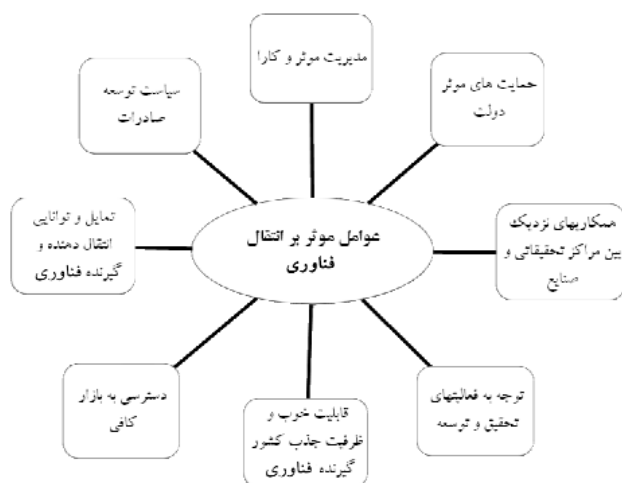 مدیریت موثر و کارا
حمایت های موثر
دولت
سیاست توسعه
صادرات
همکاریهای نزدیک
بین مراکز تحقیقاتی و
صنایع
عوامل موثر بر انتقال
فناوری
تمایل و توانایی
انتقال دهنده و
گیرنده فناوری
توجه به فعالیتهای
تحقیق و توسعه
قابلیت خوب و
ظرفیت جذب کشور
گیرنده فناوری
دسترسی به بازار
کافی